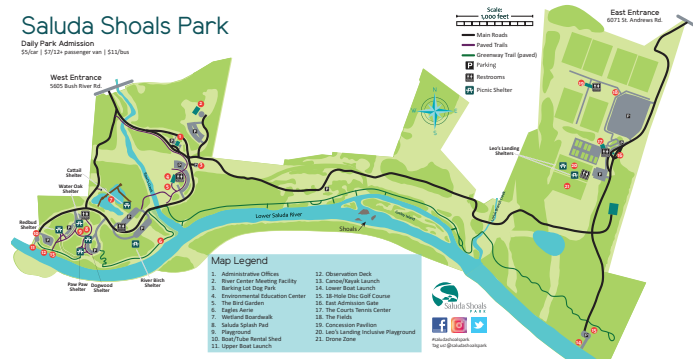 Saluda Shoals Park
Daily Park Admission
$5/car | $7/12+ passenger van | $11/bus
Scale:
1,000 feet
Main Roads
Paved Trails
Greenway Trail (paved)
P Parking
Restrooms
Picnic Shelter
East Entrance
6071 St. Andrews Rd.
West Entrance
5605 Bush River Rd.
N
W
E
S
Leo's Landing
Shelters
Cattail
Shelter
Water Oak
Shelter
Redbud
Shelter
Lower Saluda River
Shoals
Paw Paw
Shelter
Dogwood
Shelter
River Birch
Shelter
Map Legend
1. Administrative Offices
2. River Center Meeting Facility
3. Barking Lot Dog Park
4. Environmental Education Center
5. The Bird Garden
6. Eagles Aerie
7. Wetland Boardwalk
8. Saluda Splash Pad
9. Playground
10. Boat/Tube Rental Shed
11. Upper Boat Launch
12. Observation Deck
13. Canoe/Kayak Launch
14. Lower Boat Launch
15. 18-Hole Disc Golf Course
16. East Admission Gate
17. The Courts Tennis Center
18. The Fields
19. Concession Pavilion
20. Leo's Landing Inclusive Playground
21. Drone Zone
Saluda Shoals
PARK
#saludashoalspark
Tag us! @saludashoalspark